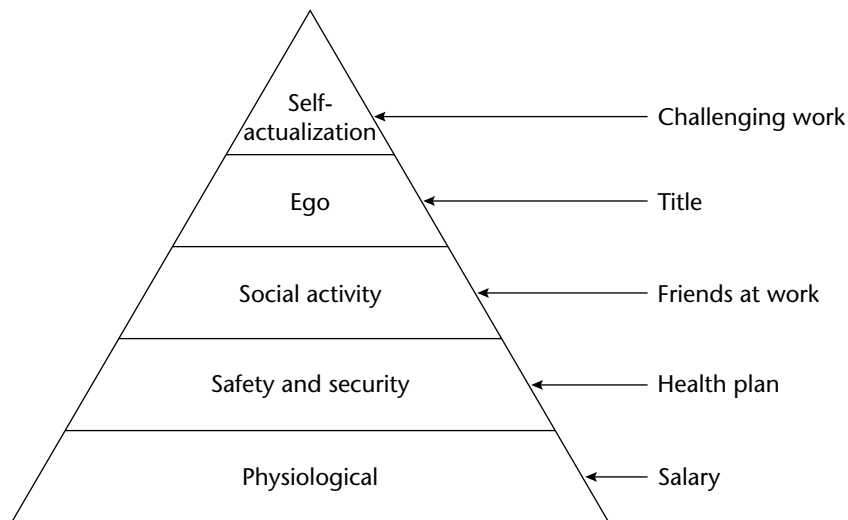 Self-
actualization
Challenging work
Ego
Title
Social activity
Friends at work
Safety and security
Health plan
Physiological
Salary